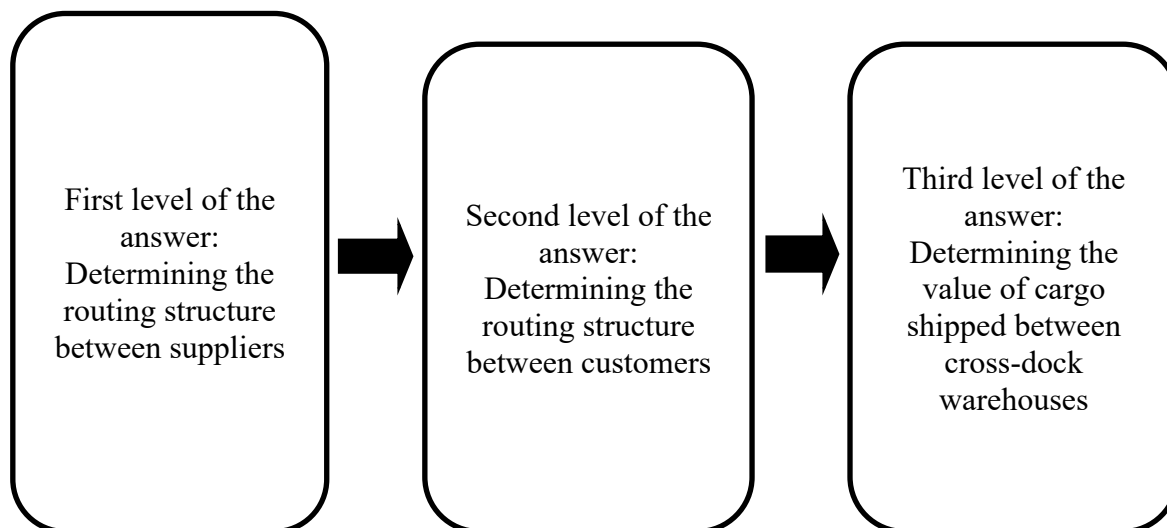 First level of the
answer:
Determining the
routing structure
between suppliers
Second level of the
answer:
Determining the
routing structure
between customers
Third level of the
answer:
Determining the
value of cargo
shipped between
cross-dock
warehouses